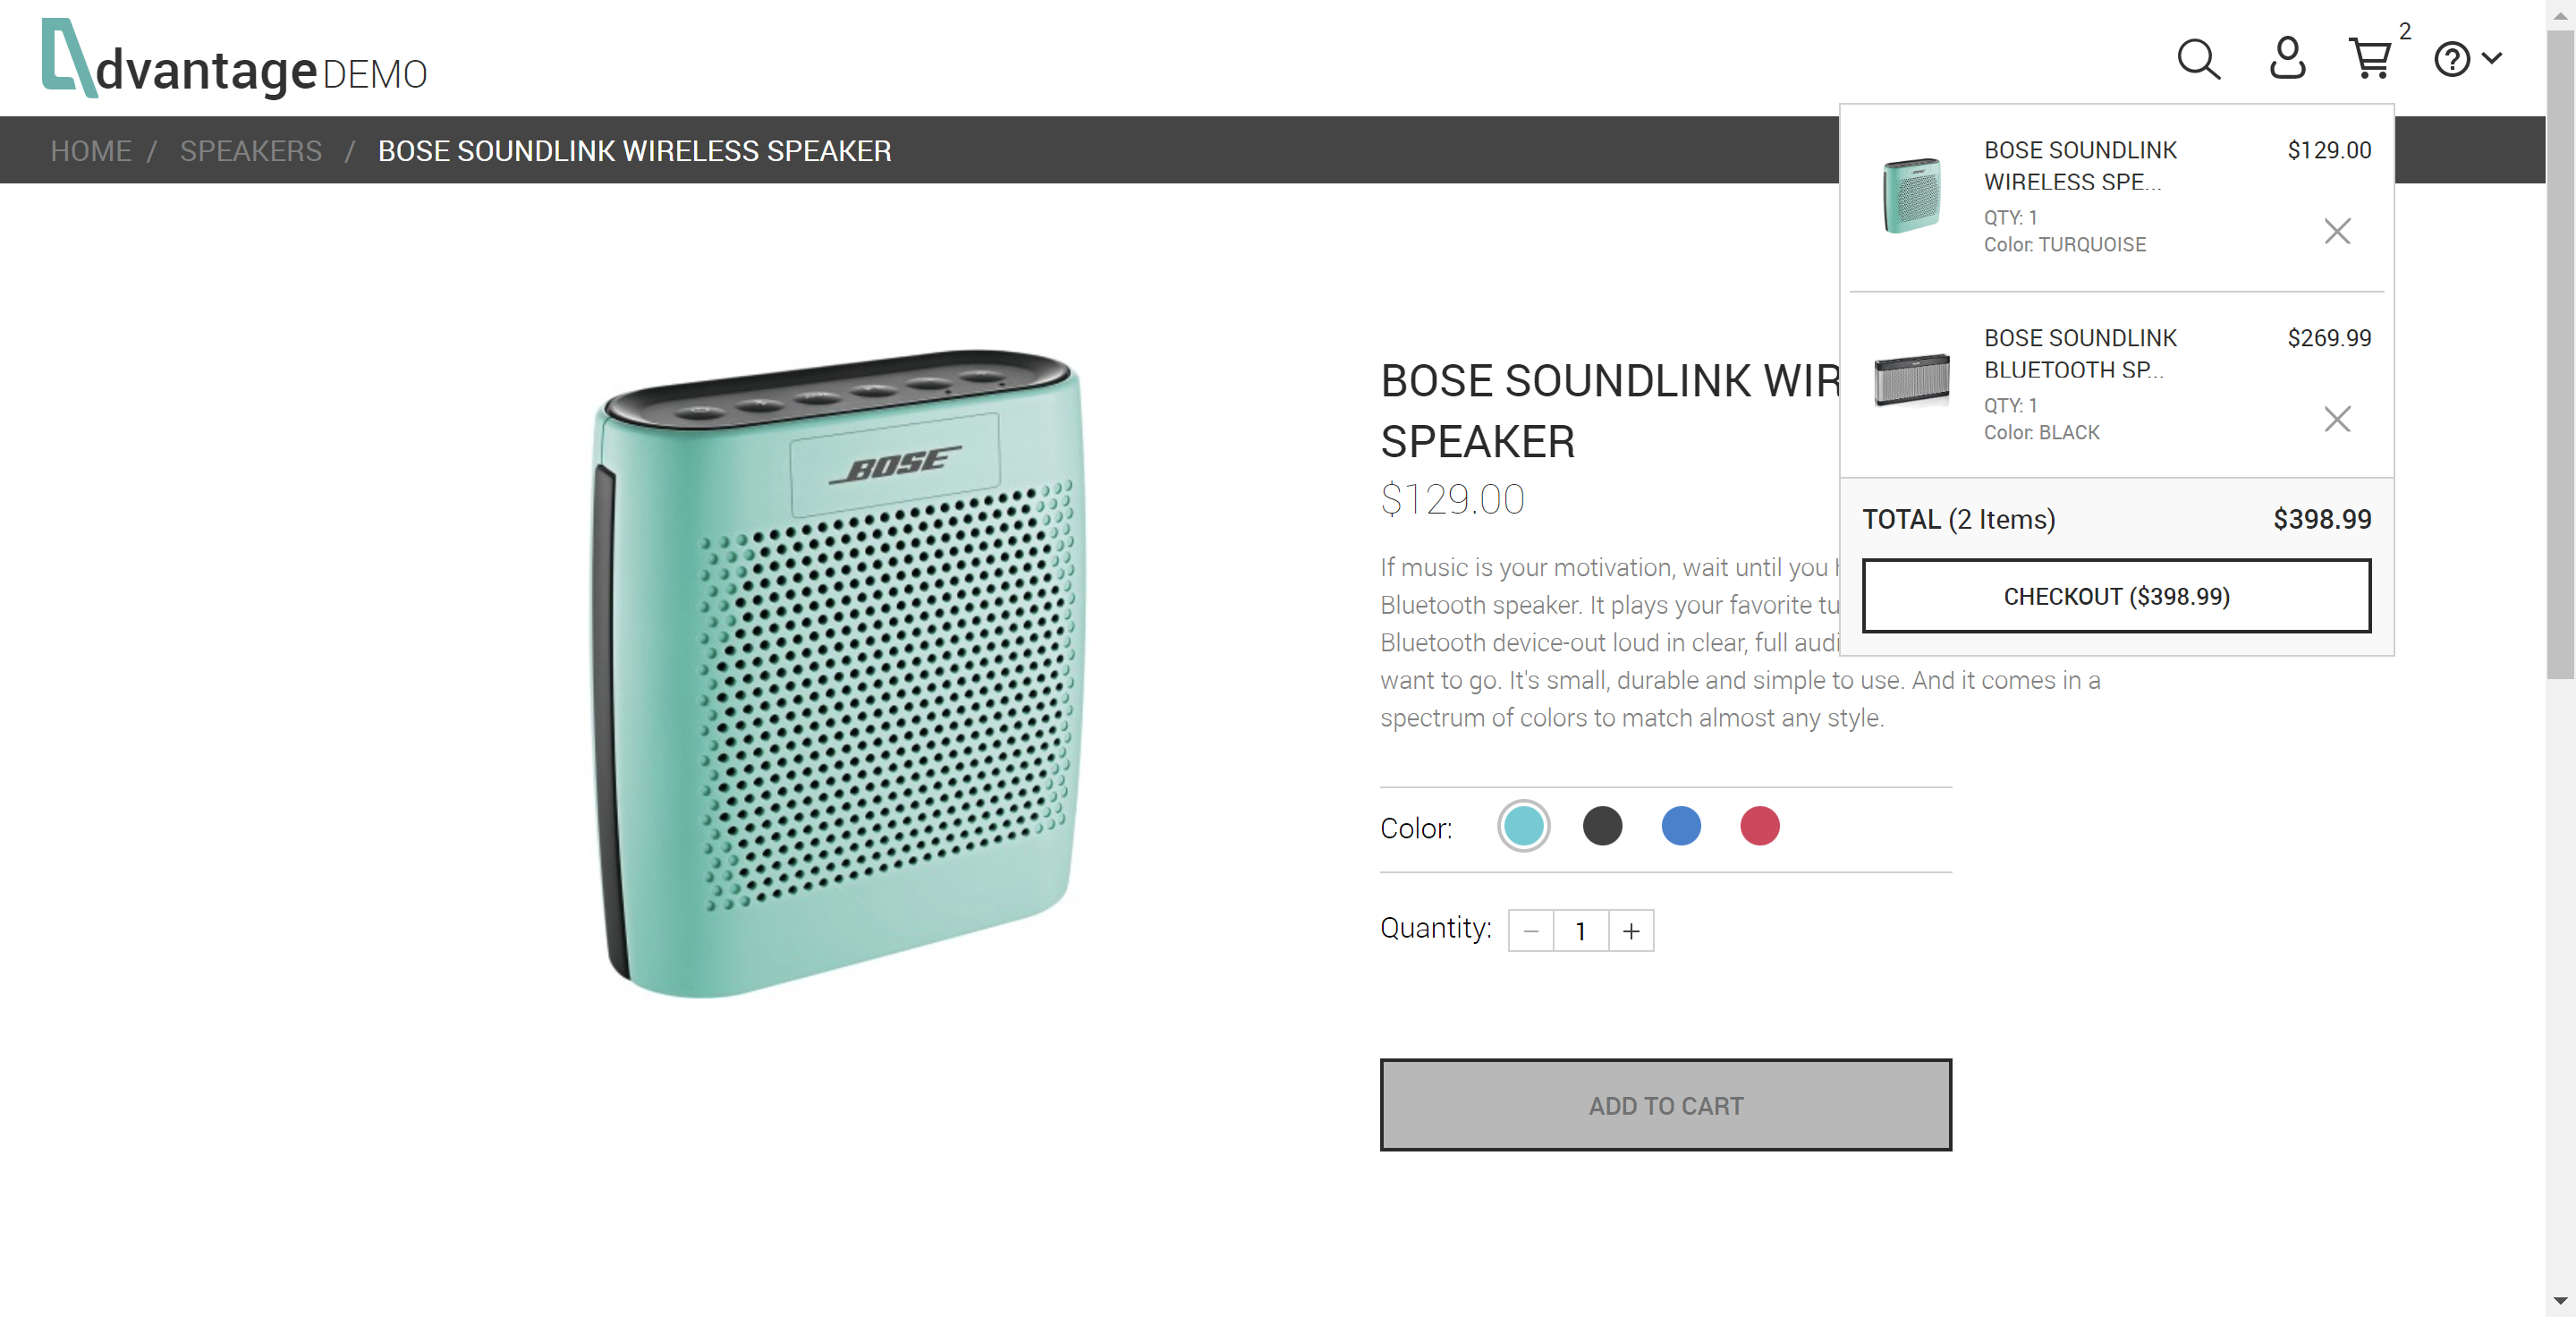 dvantage DEMO
2
HOME / SPEAKERS / BOSE SOUNDLINK WIRELESS SPEAKER
BOSE SOUNDLINK
WIRELESS SPE...
$129.00
QTY: 1
Color: TURQUOISE
BOSE SOUNDLINK
BLUETOOTH SP...
$269.99
QTY: 1
Color: BLACK
TOTAL (2 Items) $398.99
CHECKOUT ($398.99)
BOSE
BOSE SOUNDLINK WIR
SPEAKER
$129.00
If music is your motivation, wait until you
Bluetooth speaker. It plays your favorite tu
Bluetooth device-out loud in clear, full audi
want to go. It's small, durable and simple to use. And it comes in a
spectrum of colors to match almost any style.
Color:
Quantity: − 1 +
ADD TO CART